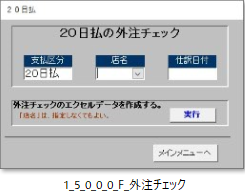 20日払
20日払の外注チェック
支払区分 店名 仕訳日付
20日払
外注チェックのエクセルデータを作成する。
「店名」は、指定しなくてもよい。
実行
メインメニューへ
1_5_0_0_0_F_外注チェック